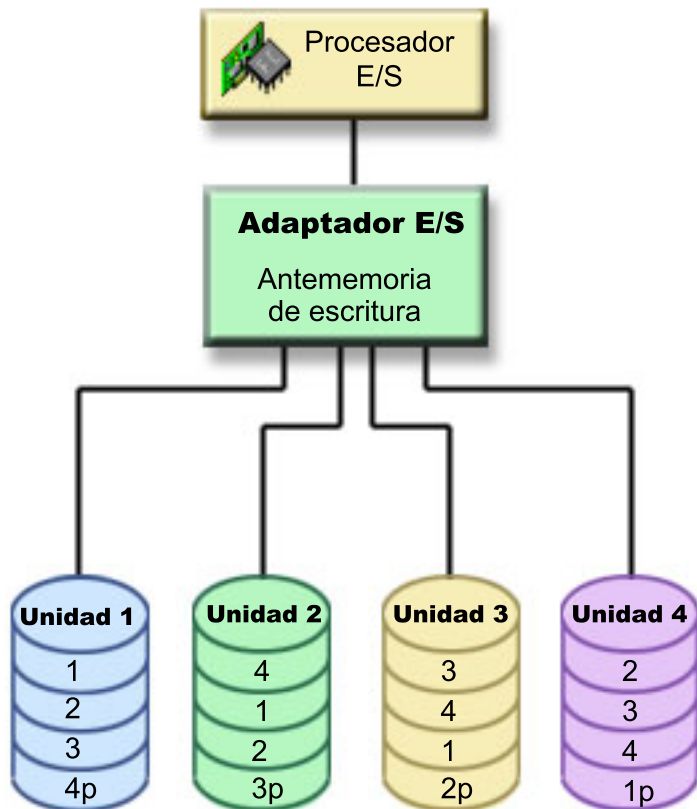 Procesador
E/S
Adaptador E/S
Antememoria
de escritura
Unidad 1
1
2
3
4p
Unidad 2
4
1
2
3p
Unidad 3
3
4
1
2p
Unidad 4
2
3
4
1p